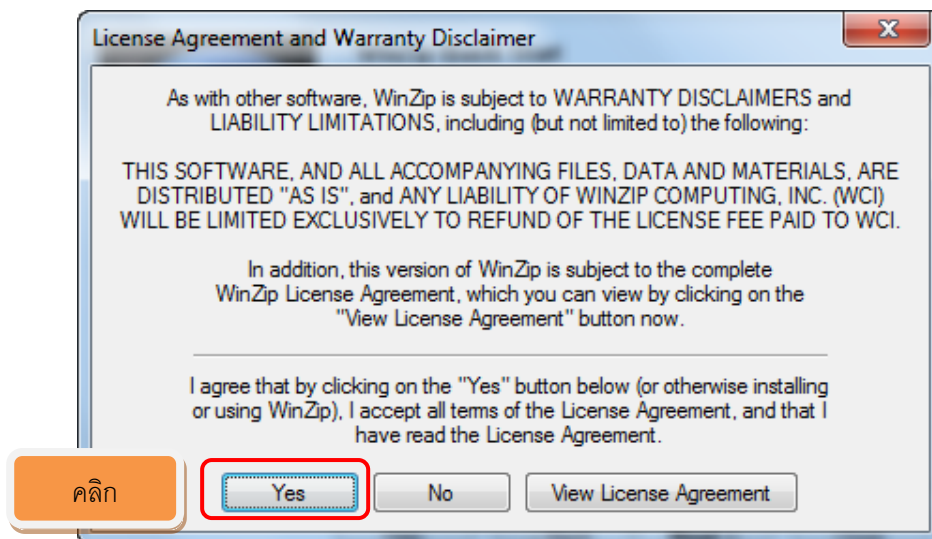 License Agreement and Warranty Disclaimer
As with other software, WinZip is subject to WARRANTY DISCLAIMERS and
LIABILITY LIMITATIONS, including (but not limited to) the following:
THIS SOFTWARE, AND ALL ACCOMPANYING FILES, DATA AND MATERIALS, ARE
DISTRIBUTED "AS IS", and ANY LIABILITY OF WINZIP COMPUTING, INC. (WCI)
WILL BE LIMITED EXCLUSIVELY TO REFUND OF THE LICENSE FEE PAID TO WCI.
In addition, this version of WinZip is subject to the complete
WinZip License Agreement, which you can view by clicking on the
"View License Agreement" button now.
I agree that by clicking on the "Yes" button below (or otherwise installing
or using WinZip), I accept all terms of the License Agreement, and that I
have read the License Agreement.
คลิก Yes No View License Agreement